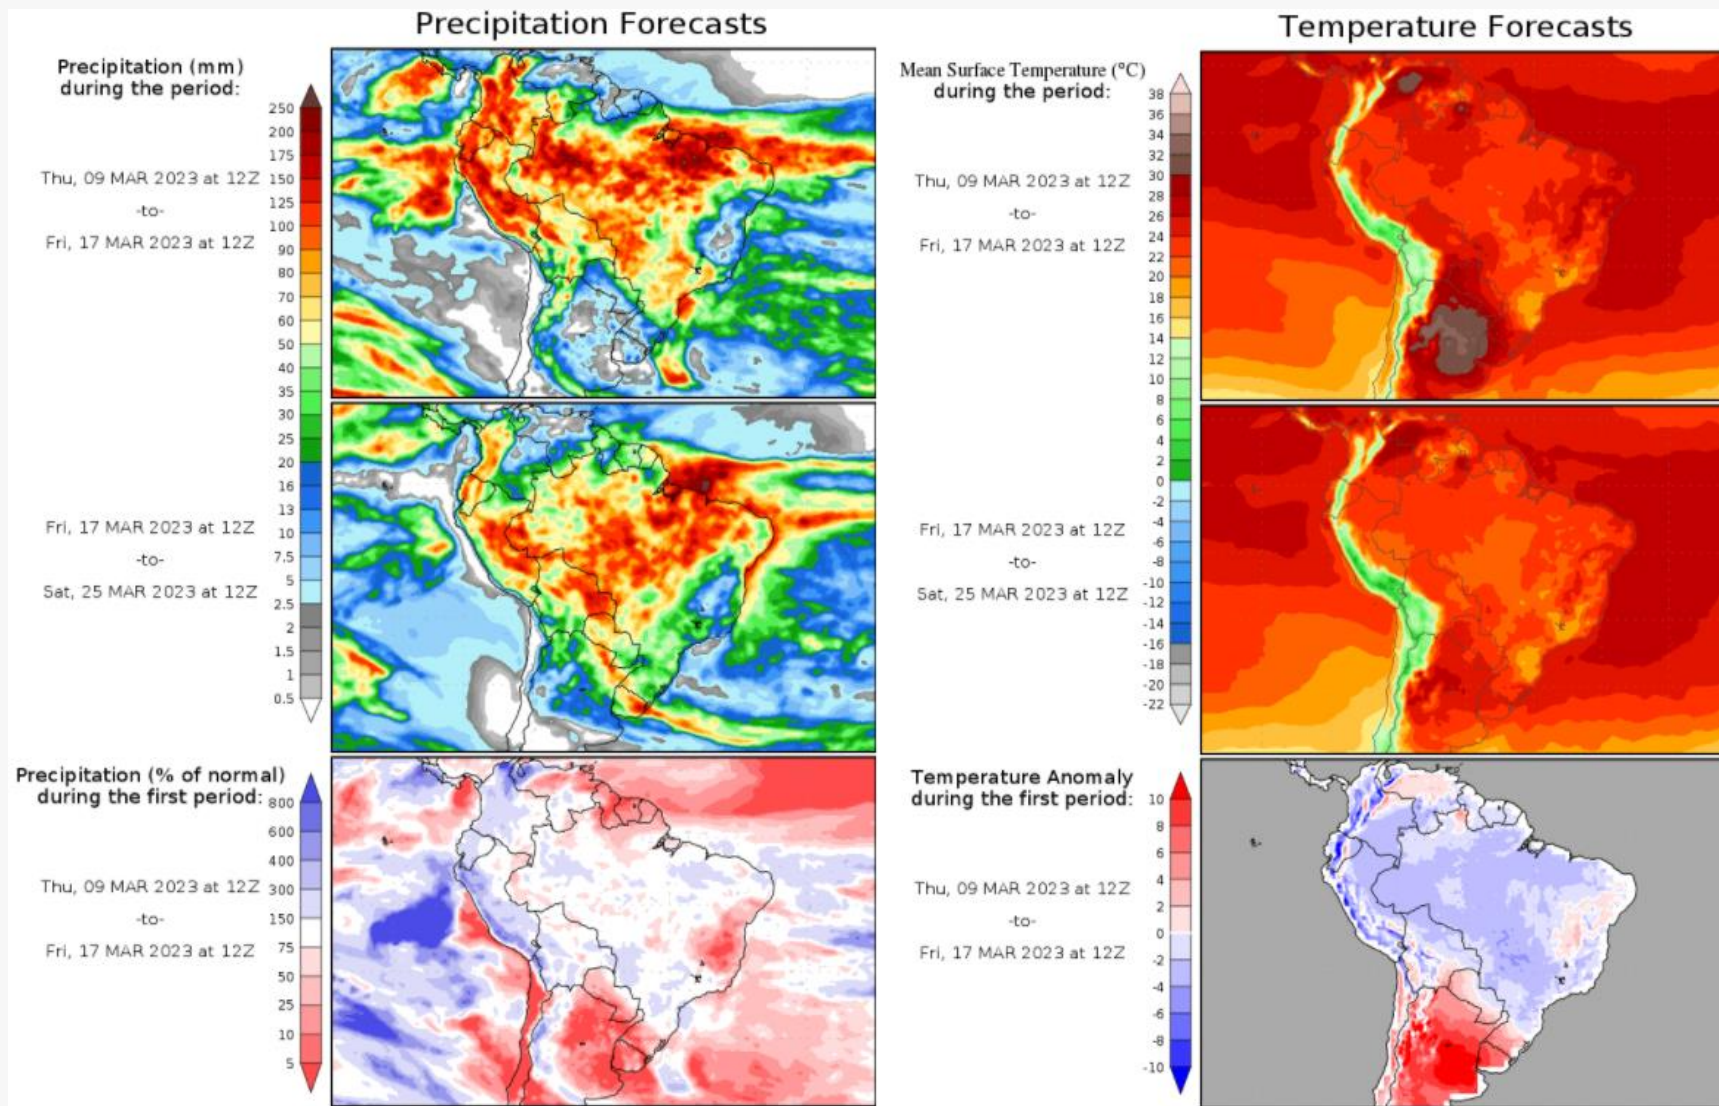 Precipitation Forecasts
Precipitation (mm)
during the period:
250
200
175
150
125
100
90
80
70
60
50
40
35
30
25
20
16
13
10
7.5
5
2.5
2
1.5
1
0.5
Thu, 09 MAR 2023 at 12Z
-to-
Fri, 17 MAR 2023 at 12Z
Fri, 17 MAR 2023 at 12Z
-to-
Sat, 25 MAR 2023 at 12Z
Precipitation (% of normal)
during the first period:
800
600
400
300
150
75
50
25
10
5
Thu, 09 MAR 2023 at 12Z
-to-
Fri, 17 MAR 2023 at 12Z
Temperature Forecasts
Mean Surface Temperature (°C)
during the period:
38
36
34
32
30
28
26
24
22
20
18
16
14
12
10
8
6
4
2
0
-2
-4
-6
-8
-10
-12
-14
-16
-18
-20
-22
Thu, 09 MAR 2023 at 12Z
-to-
Fri, 17 MAR 2023 at 12Z
Fri, 17 MAR 2023 at 12Z
-to-
Sat, 25 MAR 2023 at 12Z
Temperature Anomaly
during the first period:
10
8
6
4
2
0
-2
-4
-6
-8
-10
Thu, 09 MAR 2023 at 12Z
-to-
Fri, 17 MAR 2023 at 12Z